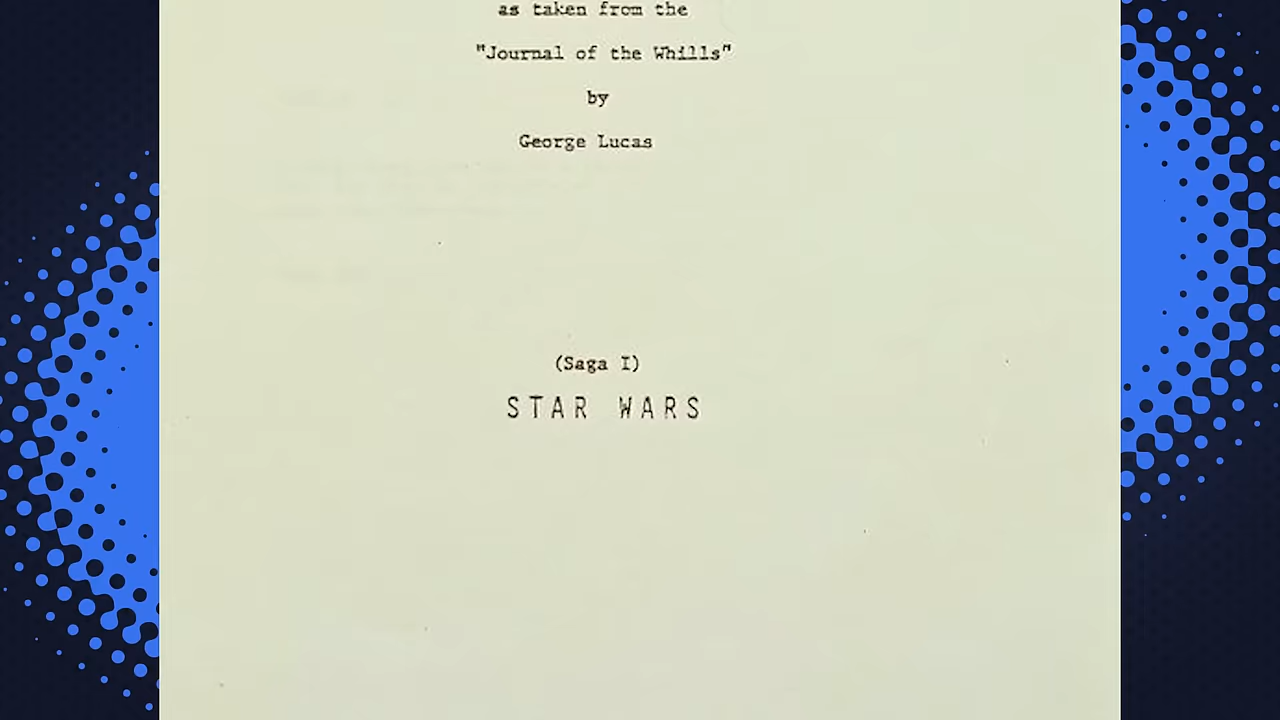 as taken from the
"Journal of the Whills"
by
George Lucas
(Saga I)
STAR WARS